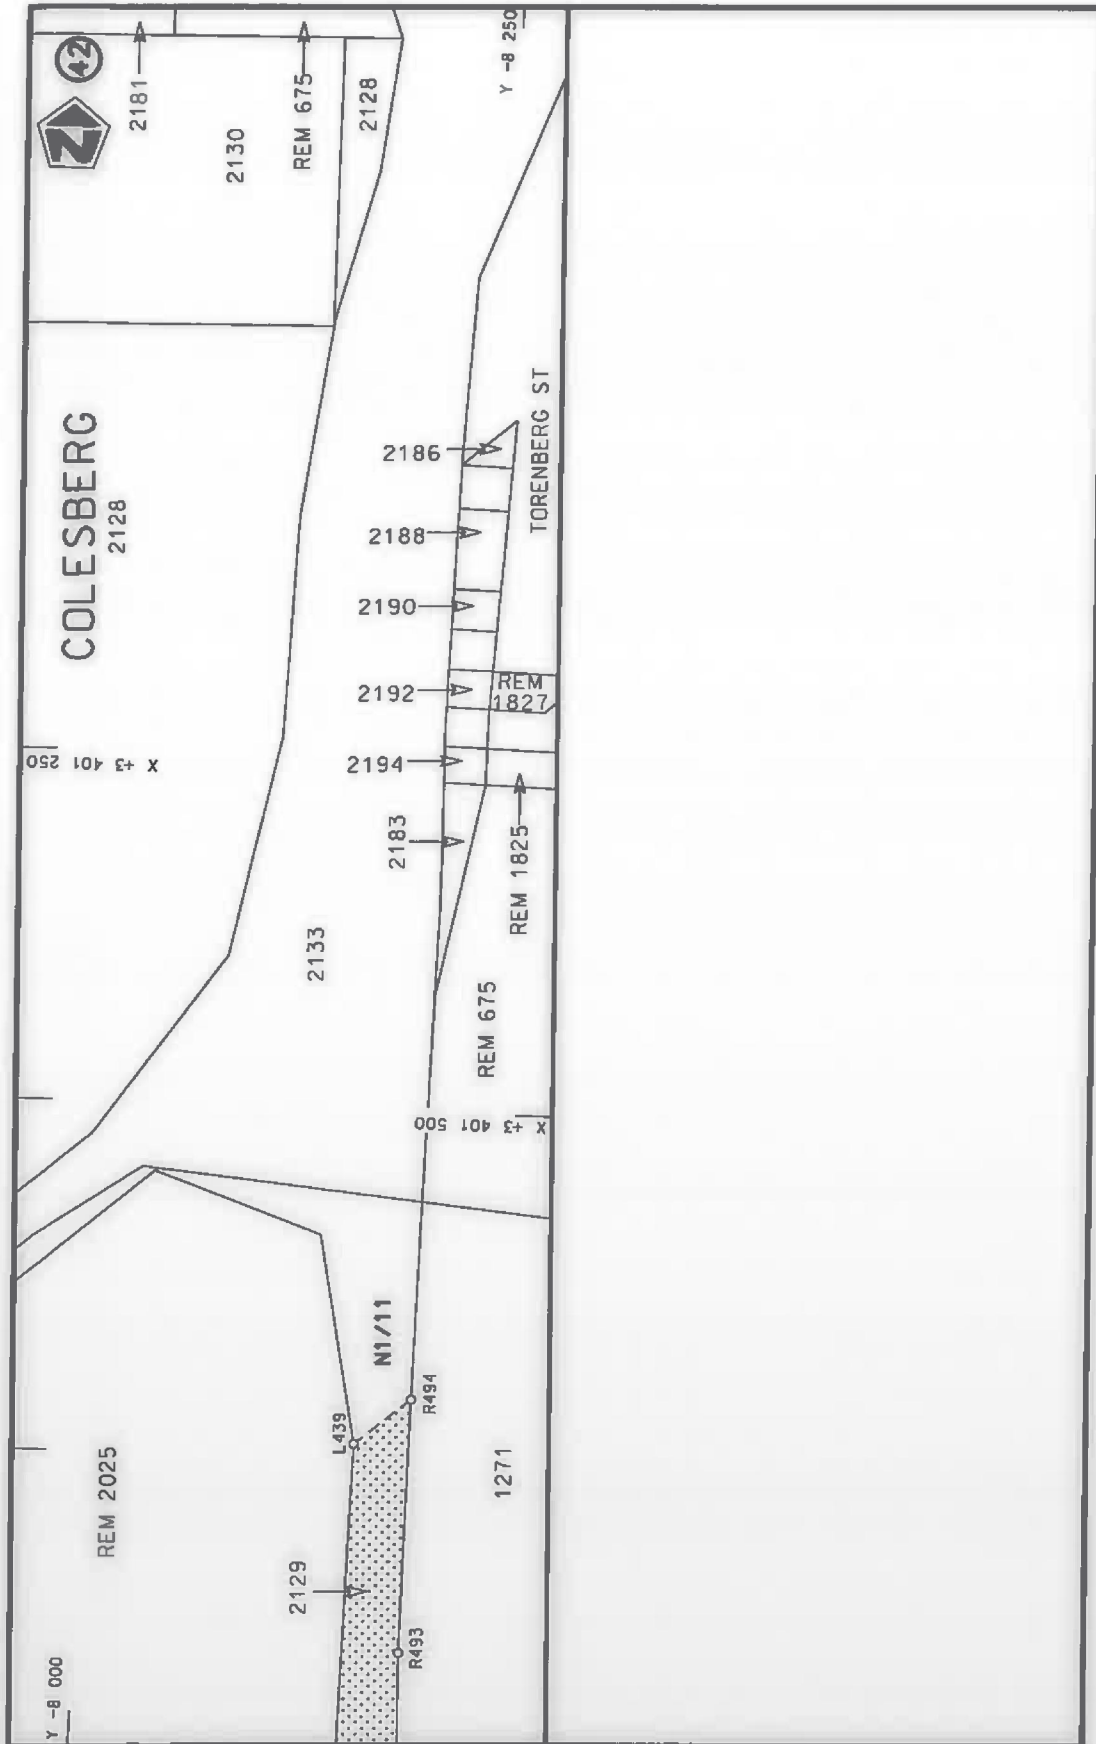 42
N
2181
2130
REM 675
2128
Y -8 250
COLESBERG
2128
2186
2188
2190
2192
2194
2183
TORENBERG ST
REM
1827
REM 1825
X +3 401 250
2133
REM 675
X +3 401 500
N1/11
L439
R494
REM 2025
1271
2129
R493
Y -8 000